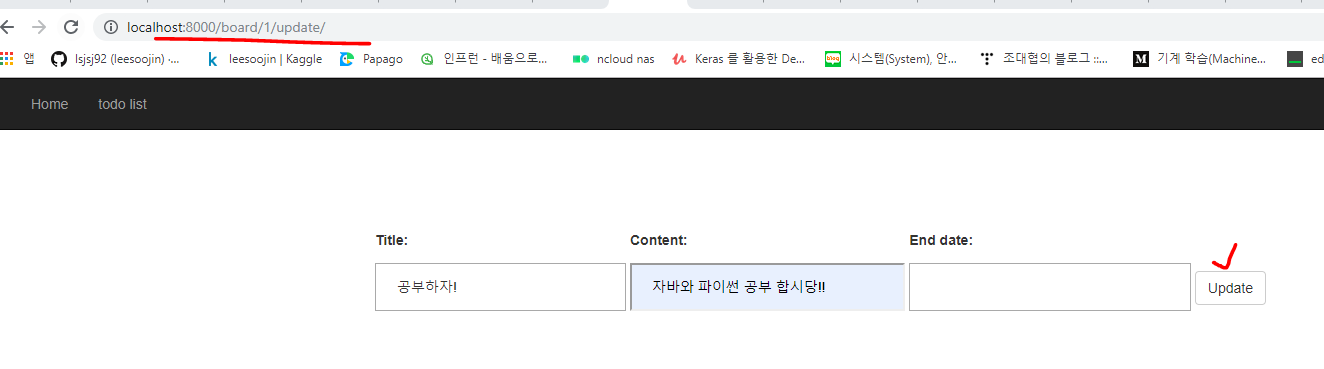 localhost:8000/board/1/update/
앱 lsjsj92 (leesoojin) ·... leesoojin | Kaggle Papago 인프런 - 배움으로... ncloud nas Keras 를 활용한 De... blog 시스템(System), 안... 조대협의 블로그 ::... M 기계 학습(Machine... ed
Home todo list
Title: Content: End date:
공부하자! 자바와 파이썬 공부 합시당!! Update